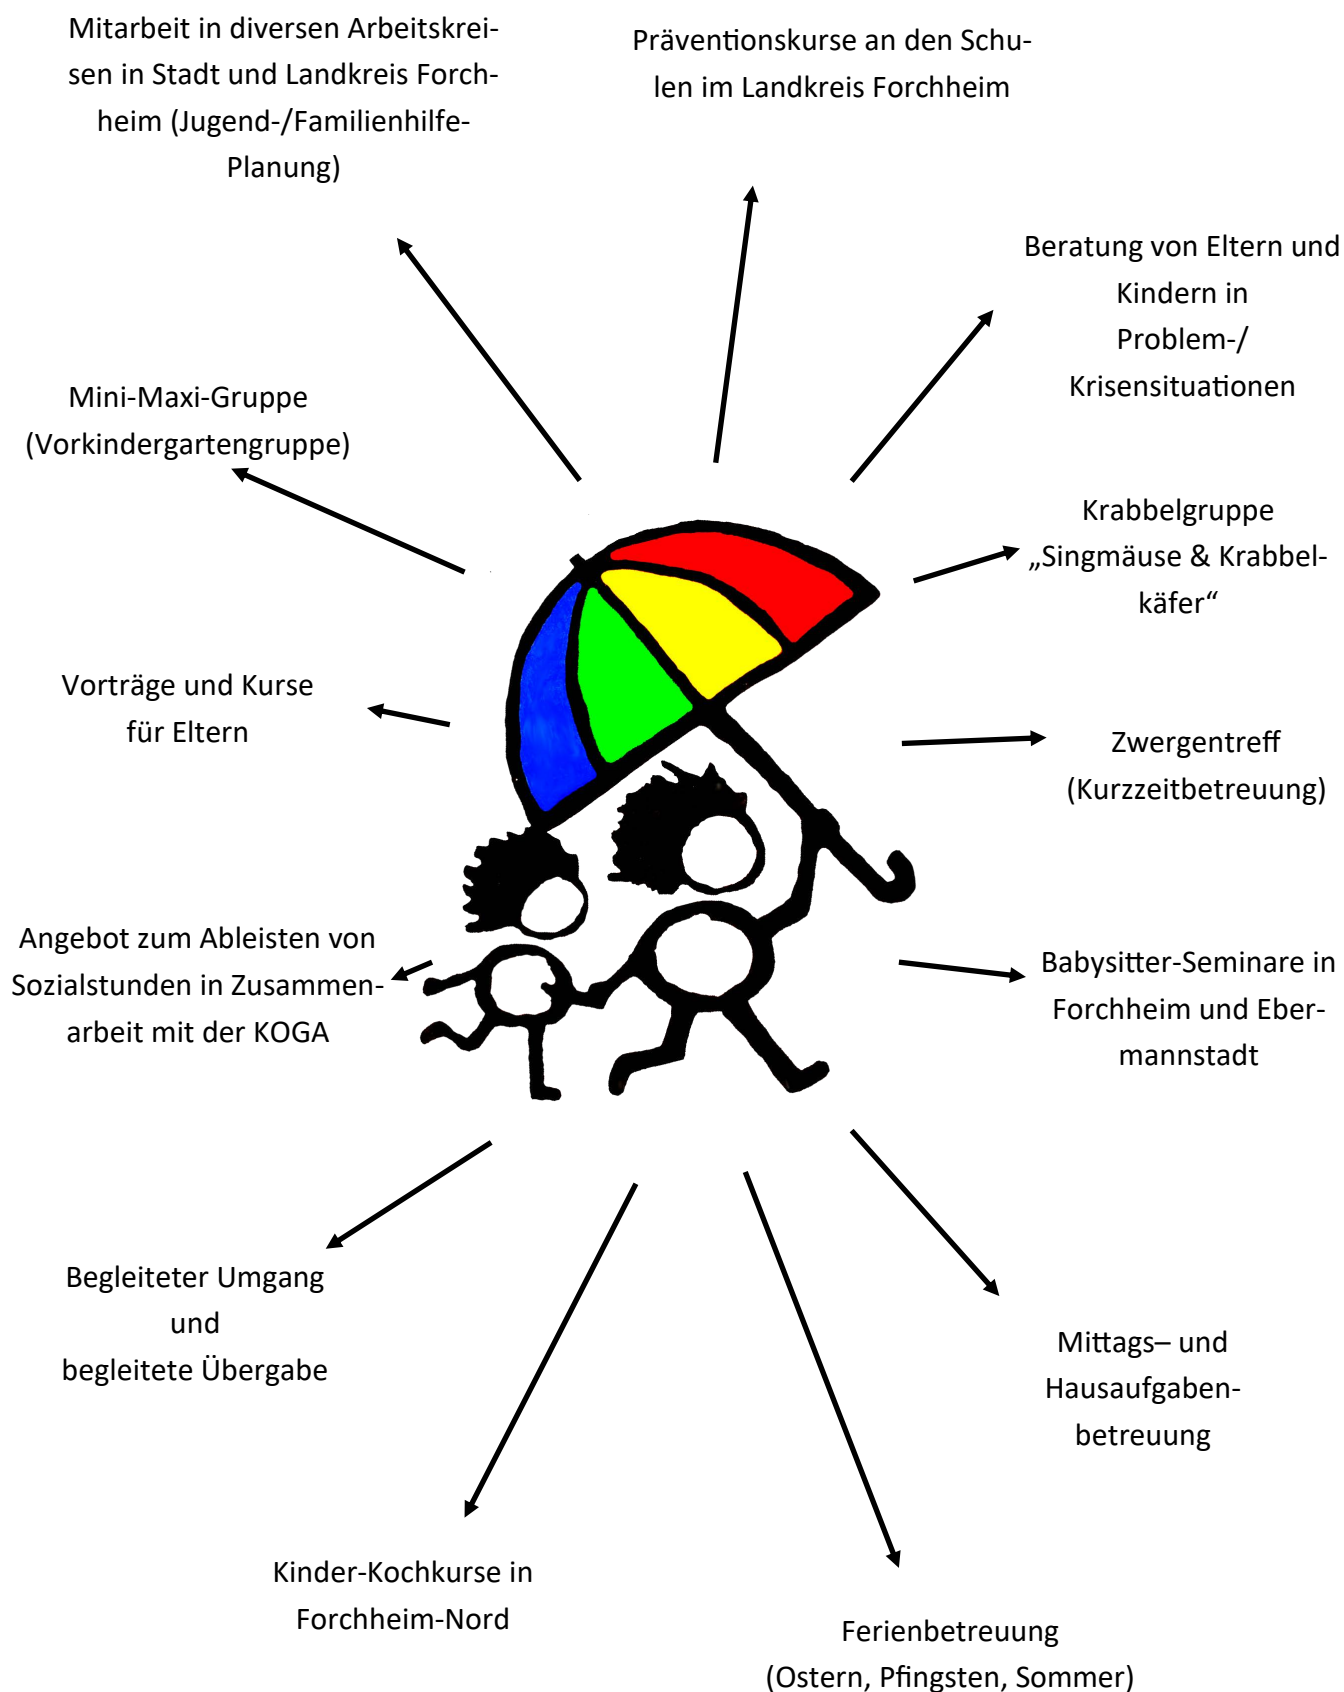 Mitarbeit in diversen Arbeitskrei-
sen in Stadt und Landkreis Forch-
heim (Jugend-/Familienhilfe-
Planung)
Präventionskurse an den Schu-
len im Landkreis Forchheim
Beratung von Eltern und
Kindern in
Problem-/
Krisensituationen
Mini-Maxi-Gruppe
(Vorkindergartengruppe)
Krabbelgruppe
„Singmäuse & Krabbel-
käfer“
Vorträge und Kurse
für Eltern
Zwergentreff
(Kurzzeitbetreuung)
Angebot zum Ableisten von
Sozialstunden in Zusammen-
arbeit mit der KOGA
Babysitter-Seminare in
Forchheim und Eber-
mannstadt
Begleiteter Umgang
und
begleitete Übergabe
Mittags– und
Hausaufgaben-
betreuung
Kinder-Kochkurse in
Forchheim-Nord
Ferienbetreuung
(Ostern, Pfingsten, Sommer)